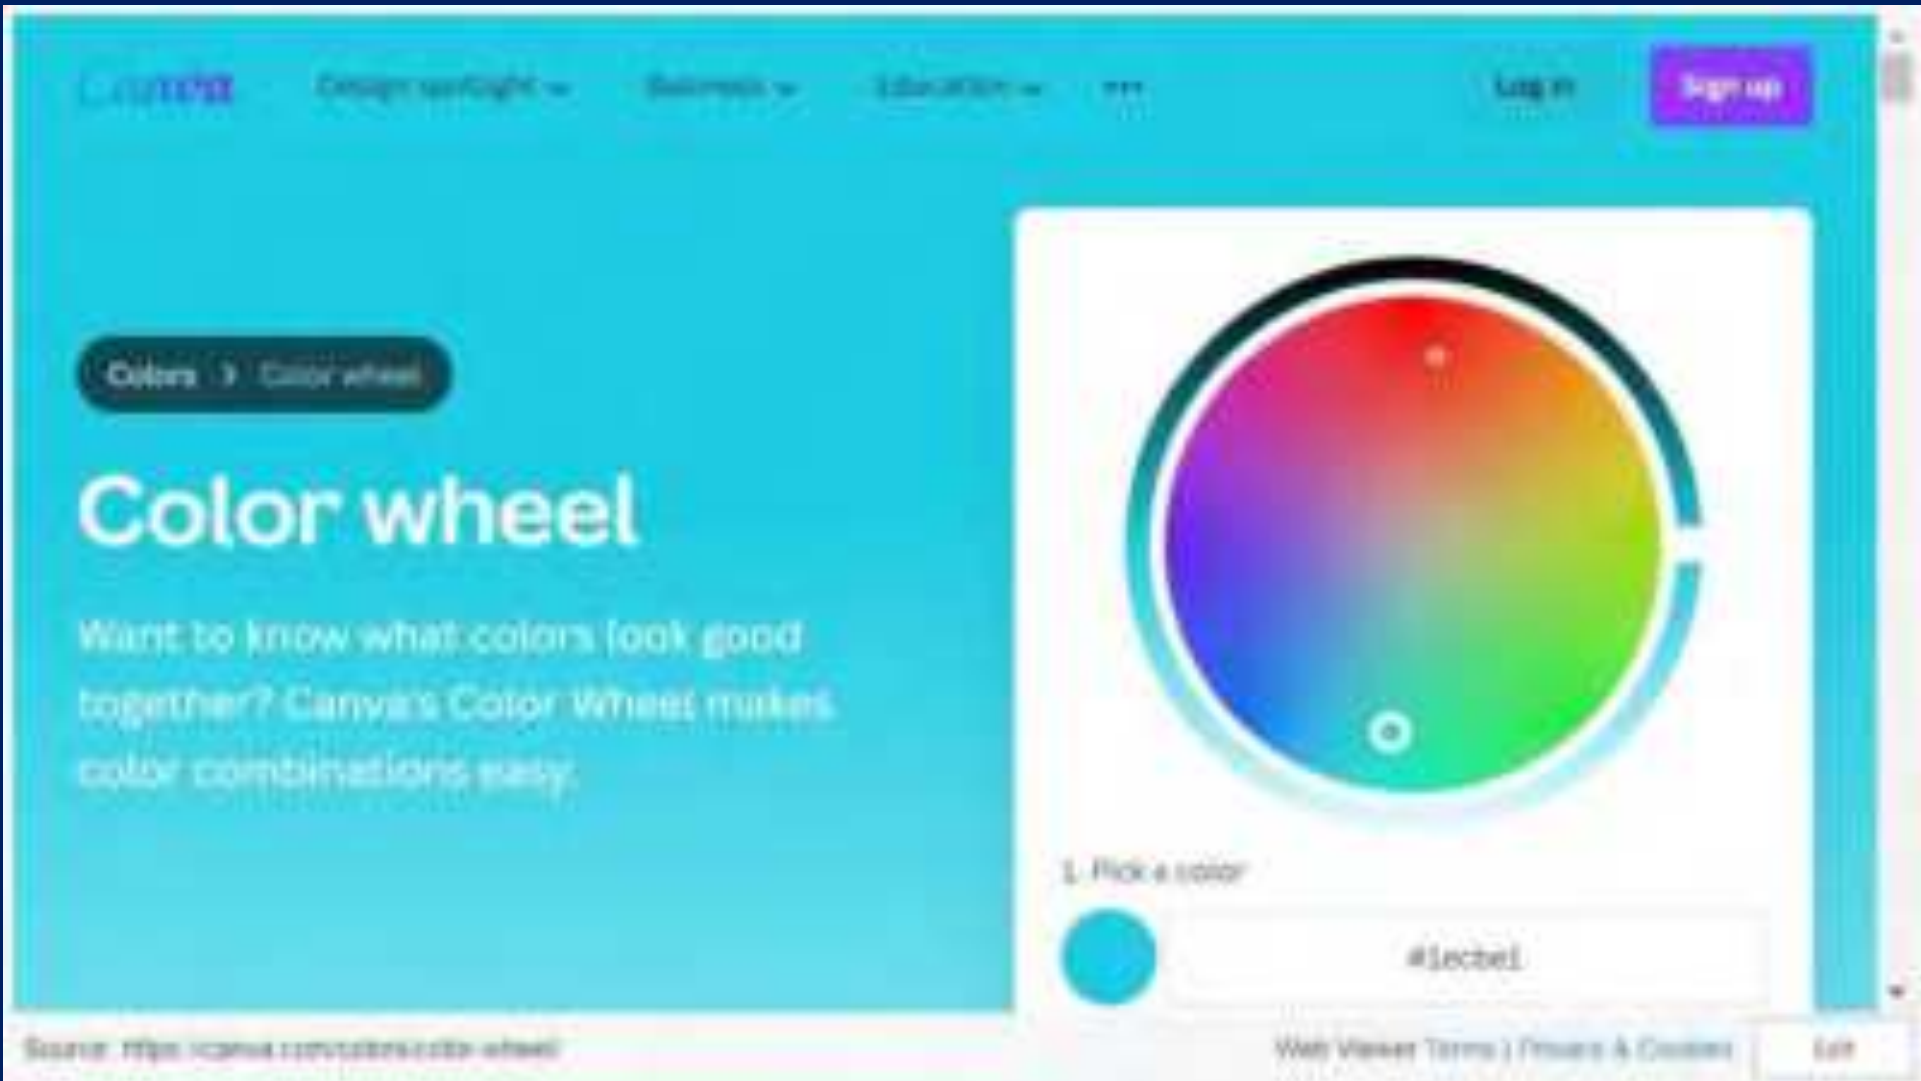 Canva Design spotlight Business Education ••• Log in Sign up
Colors > Color wheel
Color wheel
Want to know what colors look good
together? Canva's Color Wheel makes
color combinations easy.
1. Pick a color
#1ecbe1
Source: https://canva.com/colors/color-wheel/
Web Viewer Terms | Privacy & Cookies
Edit